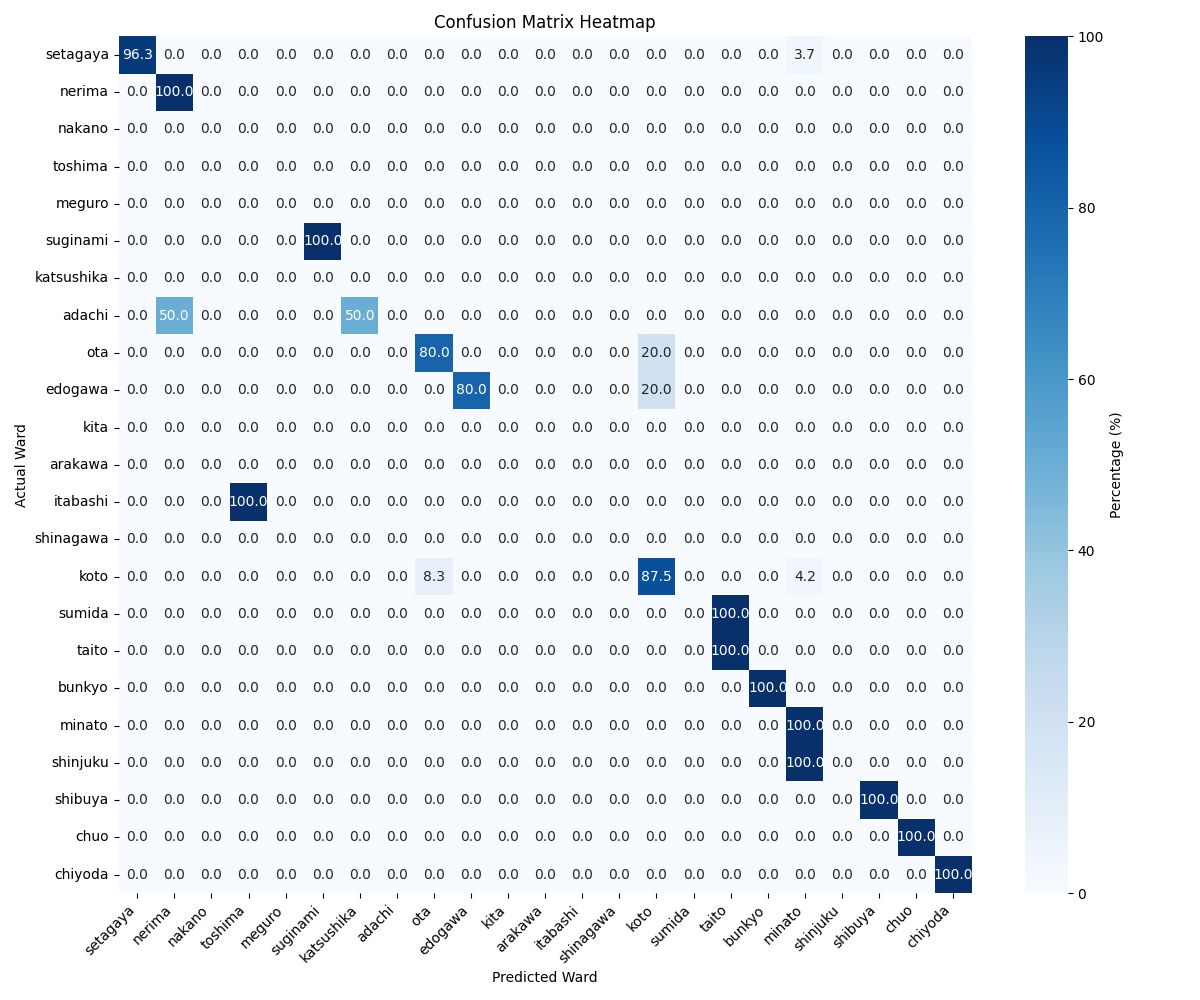 Confusion Matrix Heatmap
setagaya 96.3 0.0 0.0 0.0 0.0 0.0 0.0 0.0 0.0 0.0 0.0 0.0 0.0 0.0 0.0 0.0 0.0 0.0 3.7 0.0 0.0 0.0 0.0
nerima 0.0 100.0 0.0 0.0 0.0 0.0 0.0 0.0 0.0 0.0 0.0 0.0 0.0 0.0 0.0 0.0 0.0 0.0 0.0 0.0 0.0 0.0 0.0
nakano 0.0 0.0 0.0 0.0 0.0 0.0 0.0 0.0 0.0 0.0 0.0 0.0 0.0 0.0 0.0 0.0 0.0 0.0 0.0 0.0 0.0 0.0 0.0
toshima 0.0 0.0 0.0 0.0 0.0 0.0 0.0 0.0 0.0 0.0 0.0 0.0 0.0 0.0 0.0 0.0 0.0 0.0 0.0 0.0 0.0 0.0 0.0
meguro 0.0 0.0 0.0 0.0 0.0 0.0 0.0 0.0 0.0 0.0 0.0 0.0 0.0 0.0 0.0 0.0 0.0 0.0 0.0 0.0 0.0 0.0 0.0
suginami 0.0 0.0 0.0 0.0 0.0 100.0 0.0 0.0 0.0 0.0 0.0 0.0 0.0 0.0 0.0 0.0 0.0 0.0 0.0 0.0 0.0 0.0 0.0
katsushika 0.0 0.0 0.0 0.0 0.0 0.0 0.0 0.0 0.0 0.0 0.0 0.0 0.0 0.0 0.0 0.0 0.0 0.0 0.0 0.0 0.0 0.0 0.0
adachi 0.0 50.0 0.0 0.0 0.0 0.0 50.0 0.0 0.0 0.0 0.0 0.0 0.0 0.0 0.0 0.0 0.0 0.0 0.0 0.0 0.0 0.0 0.0
ota 0.0 0.0 0.0 0.0 0.0 0.0 0.0 0.0 80.0 0.0 0.0 0.0 0.0 0.0 20.0 0.0 0.0 0.0 0.0 0.0 0.0 0.0 0.0
edogawa 0.0 0.0 0.0 0.0 0.0 0.0 0.0 0.0 0.0 80.0 0.0 0.0 0.0 0.0 20.0 0.0 0.0 0.0 0.0 0.0 0.0 0.0 0.0
kita 0.0 0.0 0.0 0.0 0.0 0.0 0.0 0.0 0.0 0.0 0.0 0.0 0.0 0.0 0.0 0.0 0.0 0.0 0.0 0.0 0.0 0.0 0.0
arakawa 0.0 0.0 0.0 0.0 0.0 0.0 0.0 0.0 0.0 0.0 0.0 0.0 0.0 0.0 0.0 0.0 0.0 0.0 0.0 0.0 0.0 0.0 0.0
itabashi 0.0 0.0 0.0 100.0 0.0 0.0 0.0 0.0 0.0 0.0 0.0 0.0 0.0 0.0 0.0 0.0 0.0 0.0 0.0 0.0 0.0 0.0 0.0
shinagawa 0.0 0.0 0.0 0.0 0.0 0.0 0.0 0.0 0.0 0.0 0.0 0.0 0.0 0.0 0.0 0.0 0.0 0.0 0.0 0.0 0.0 0.0 0.0
koto 0.0 0.0 0.0 0.0 0.0 0.0 0.0 0.0 8.3 0.0 0.0 0.0 0.0 0.0 87.5 0.0 0.0 0.0 4.2 0.0 0.0 0.0 0.0
sumida 0.0 0.0 0.0 0.0 0.0 0.0 0.0 0.0 0.0 0.0 0.0 0.0 0.0 0.0 0.0 0.0 100.0 0.0 0.0 0.0 0.0 0.0 0.0
taito 0.0 0.0 0.0 0.0 0.0 0.0 0.0 0.0 0.0 0.0 0.0 0.0 0.0 0.0 0.0 0.0 100.0 0.0 0.0 0.0 0.0 0.0 0.0
bunkyo 0.0 0.0 0.0 0.0 0.0 0.0 0.0 0.0 0.0 0.0 0.0 0.0 0.0 0.0 0.0 0.0 0.0 100.0 0.0 0.0 0.0 0.0 0.0
minato 0.0 0.0 0.0 0.0 0.0 0.0 0.0 0.0 0.0 0.0 0.0 0.0 0.0 0.0 0.0 0.0 0.0 0.0 100.0 0.0 0.0 0.0 0.0
shinjuku 0.0 0.0 0.0 0.0 0.0 0.0 0.0 0.0 0.0 0.0 0.0 0.0 0.0 0.0 0.0 0.0 0.0 0.0 100.0 0.0 0.0 0.0 0.0
shibuya 0.0 0.0 0.0 0.0 0.0 0.0 0.0 0.0 0.0 0.0 0.0 0.0 0.0 0.0 0.0 0.0 0.0 0.0 0.0 0.0 100.0 0.0 0.0
chuo 0.0 0.0 0.0 0.0 0.0 0.0 0.0 0.0 0.0 0.0 0.0 0.0 0.0 0.0 0.0 0.0 0.0 0.0 0.0 0.0 0.0 100.0 0.0
chiyoda 0.0 0.0 0.0 0.0 0.0 0.0 0.0 0.0 0.0 0.0 0.0 0.0 0.0 0.0 0.0 0.0 0.0 0.0 0.0 0.0 0.0 0.0 100.0
setagaya nerima nakano toshima meguro suginami katsushika adachi ota edogawa kita arakawa itabashi shinagawa koto sumida taito bunkyo minato shinjuku shibuya chuo chiyoda
Predicted Ward
Actual Ward
100
80
60
40
20
0
Percentage (%)